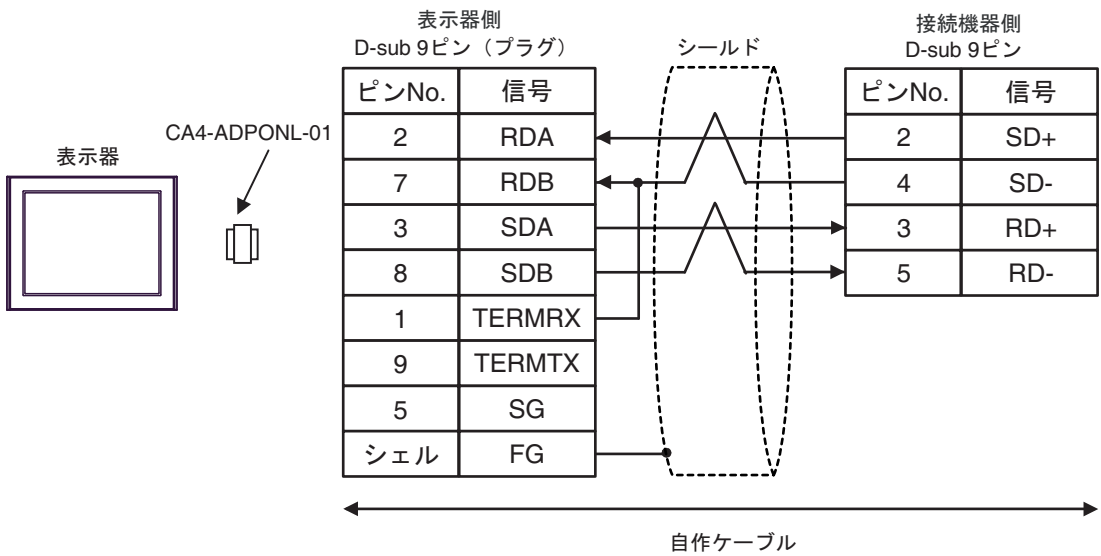 表示器側
D-sub 9ピン（プラグ）
シールド
接続機器側
D-sub 9ピン
CA4-ADPONL-01
表示器
ピンNo. 信号
2 RDA
7 RDB
3 SDA
8 SDB
1 TERMRX
9 TERMTX
5 SG
シェル FG
ピンNo. 信号
2 SD+
4 SD-
3 RD+
5 RD-
自作ケーブル